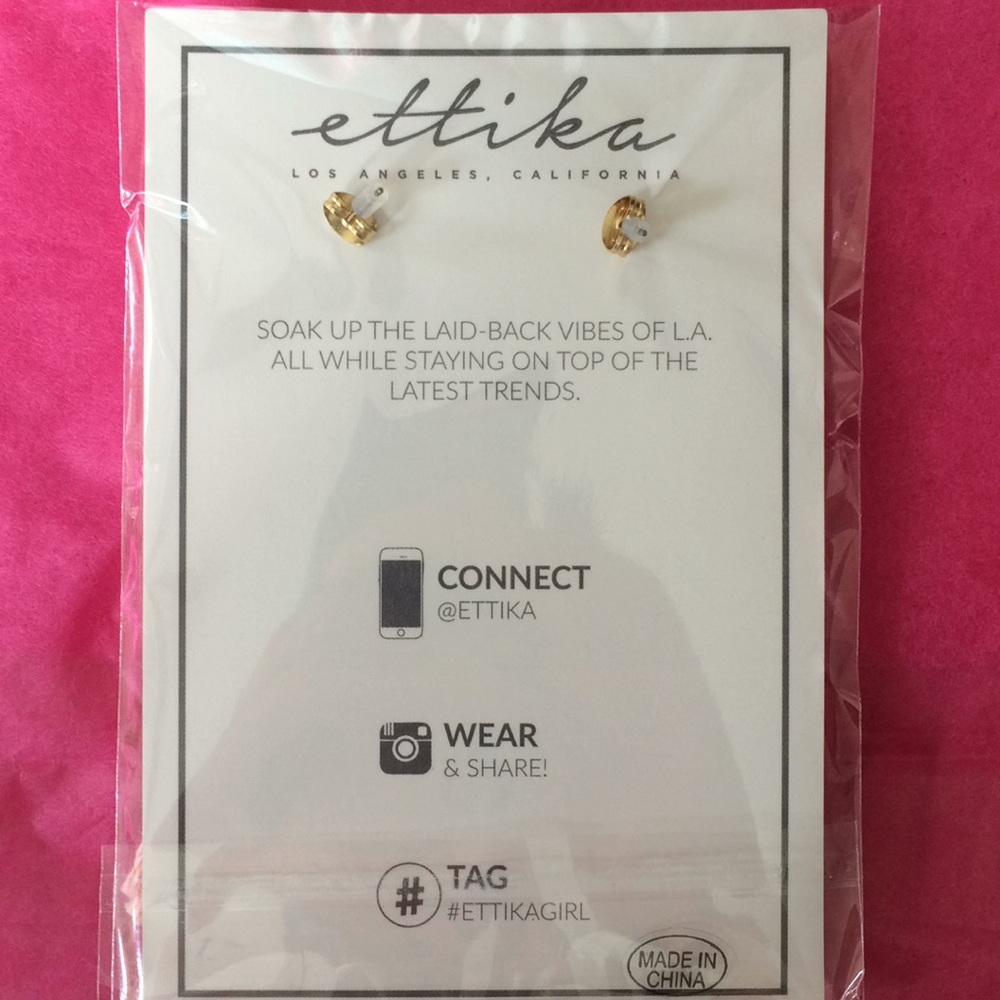 ettika
LOS ANGELES, CALIFORNIA
SOAK UP THE LAID-BACK VIBES OF L.A.
ALL WHILE STAYING ON TOP OF THE
LATEST TRENDS.
CONNECT
@ETTIKA
WEAR
& SHARE!
# TAG
#ETTIKAGIRL
MADE IN
CHINA